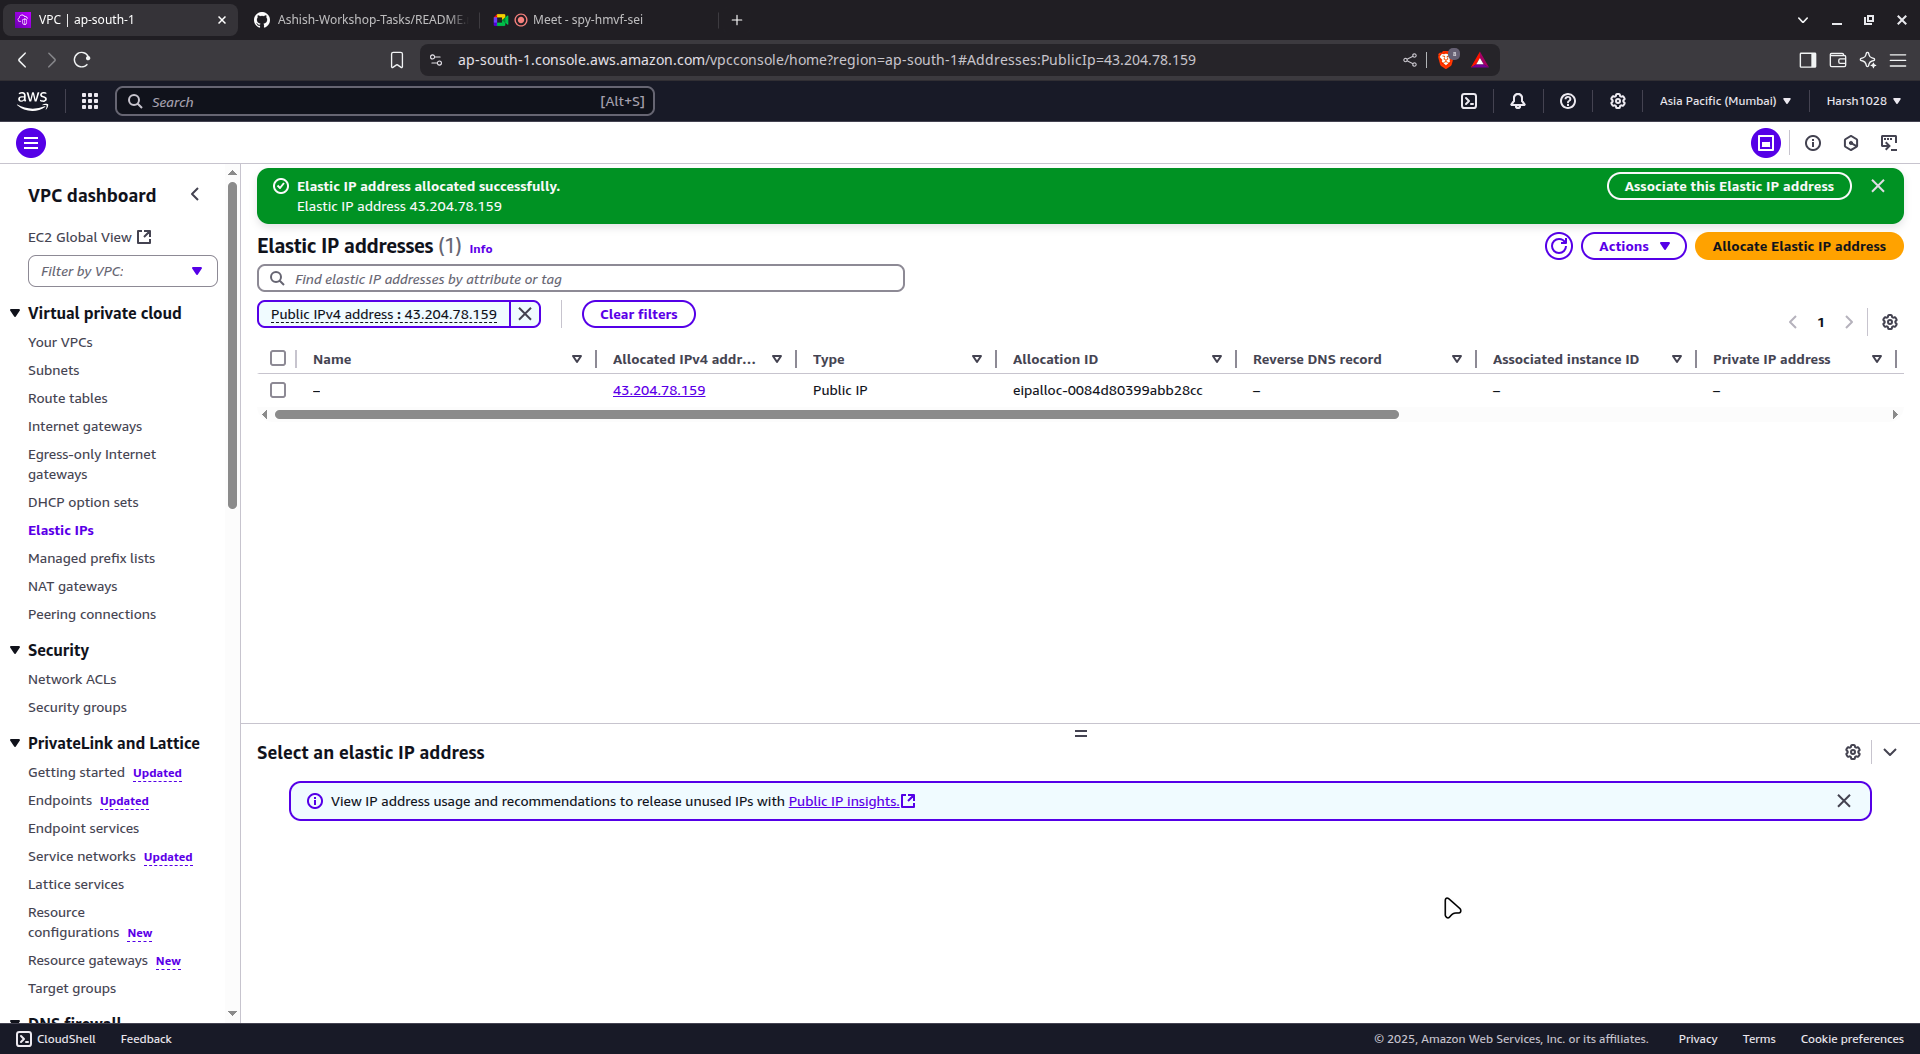 VPC | ap-south-1
Ashish-Workshop-Tasks/README.
Meet - spy-hmvf-sei
ap-south-1.console.aws.amazon.com/vpcconsole/home?region=ap-south-1#Addresses:PublicIp=43.204.78.159
aws
Search
[Alt+S]
Asia Pacific (Mumbai)
Harsh1028
VPC dashboard
EC2 Global View
Filter by VPC:
Virtual private cloud
Your VPCs
Subnets
Route tables
Internet gateways
Egress-only Internet
gateways
DHCP option sets
Elastic IPs
Managed prefix lists
NAT gateways
Peering connections
Security
Network ACLs
Security groups
PrivateLink and Lattice
Getting started Updated
Endpoints Updated
Endpoint services
Service networks Updated
Lattice services
Resource
configurations New
Resource gateways New
Target groups
DNS firewall
Elastic IP address allocated successfully.
Elastic IP address 43.204.78.159
Associate this Elastic IP address
Elastic IP addresses (1) Info
Actions
Allocate Elastic IP address
Find elastic IP addresses by attribute or tag
Public IPv4 address : 43.204.78.159
Clear filters
1
Name Allocated IPv4 addr... Type Allocation ID Reverse DNS record Associated instance ID Private IP address
– 43.204.78.159 Public IP eipalloc-0084d80399abb28cc – – –
Select an elastic IP address
View IP address usage and recommendations to release unused IPs with Public IP insights.
CloudShell
Feedback
© 2025, Amazon Web Services, Inc. or its affiliates.
Privacy
Terms
Cookie preferences